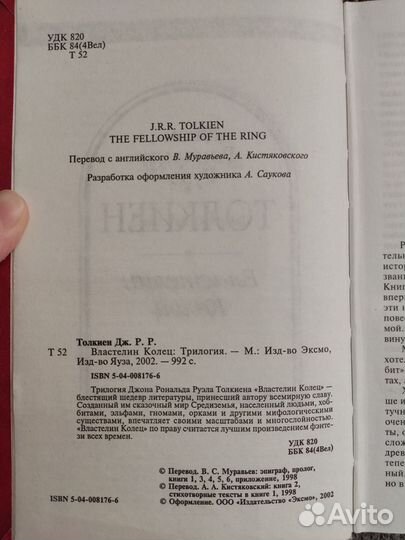 УДК 820
ББК 84(4Вел)
Т 52
J.R.R. TOLKIEN
THE FELLOWSHIP OF THE RING
Перевод с английского В. Муравьева, А. Кистяковского
Разработка оформления художника А. Саукова
Толкиен Дж. Р. Р.
Т 52 Властелин Колец: Трилогия. — М.: Изд-во Эксмо,
Изд-во Яуза, 2002. — 992 с.
ISBN 5-04-008176-6
Трилогия Джона Рональда Руэла Толкиена «Властелин Колец» —
блестящий шедевр литературы, принесший автору всемирную славу.
Созданный им сказочный мир Средиземья, населенный людьми, хоб-
битами, эльфами, гномами, орками и другими мифологическими
существами, впечатляет своими масштабами и многослойностью.
«Властелин Колец» по праву считается лучшим произведением фэнте-
зи всех времен.
УДК 820
ББК 84(4Вел)
© Перевод. В. С. Муравьев: эпиграф, пролог,
книги 1, 3, 4, 5, 6, приложение, 1998
© Перевод. А. А. Кистяковский: книга 2,
стихотворные тексты в книге 1, 1998
ISBN 5-04-008176-6 © Оформление. ООО «Издательство «Эксмо», 2002
Avito